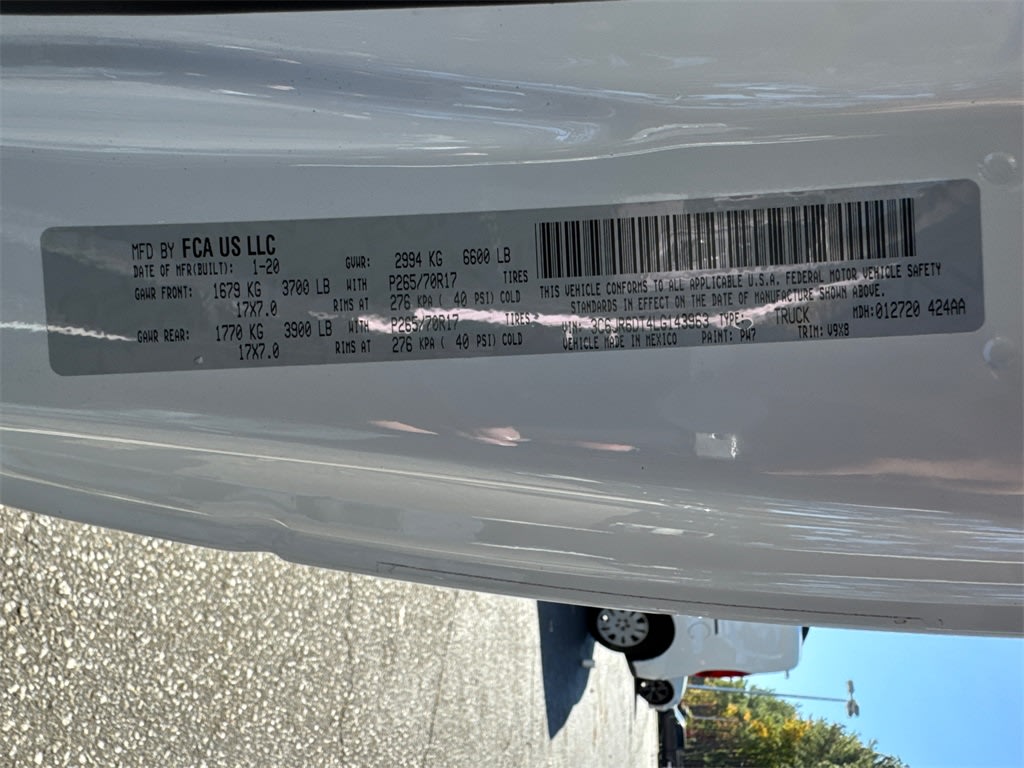 MFD BY FCA US LLC
DATE OF MFR(BUILT): 1-20 GVWR: 2994 KG 6600 LB
GAWR FRONT: 1679 KG 3700 LB WITH P265/70R17 TIRES
17X7.0 RIMS AT 276 KPA ( 40 PSI) COLD
GAWR REAR: 1770 KG 3900 LB WITH P265/70R17 TIRES
17X7.0 RIMS AT 276 KPA ( 40 PSI) COLD
THIS VEHICLE CONFORMS TO ALL APPLICABLE U.S.A. FEDERAL MOTOR VEHICLE SAFETY
STANDARDS IN EFFECT ON THE DATE OF MANUFACTURE SHOWN ABOVE.
VIN: 3C6JR6DT4LG143963 TYPE: TRUCK MDH:012720 424AA
VEHICLE MADE IN MEXICO PAINT: PW7 TRIM: V9X8